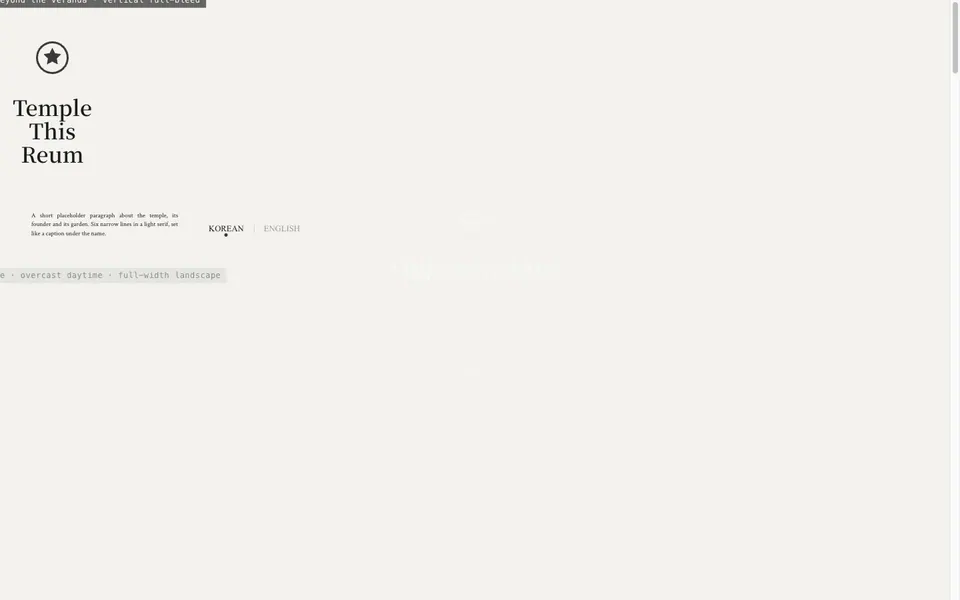 beyond the veranda · vertical full-bleed
Temple
This
Reum
A short placeholder paragraph about the temple, its
founder and its garden. Six narrow lines in a light serif, set
like a caption under the name.
KOREAN
ENGLISH
e · overcast daytime · full-width landscape